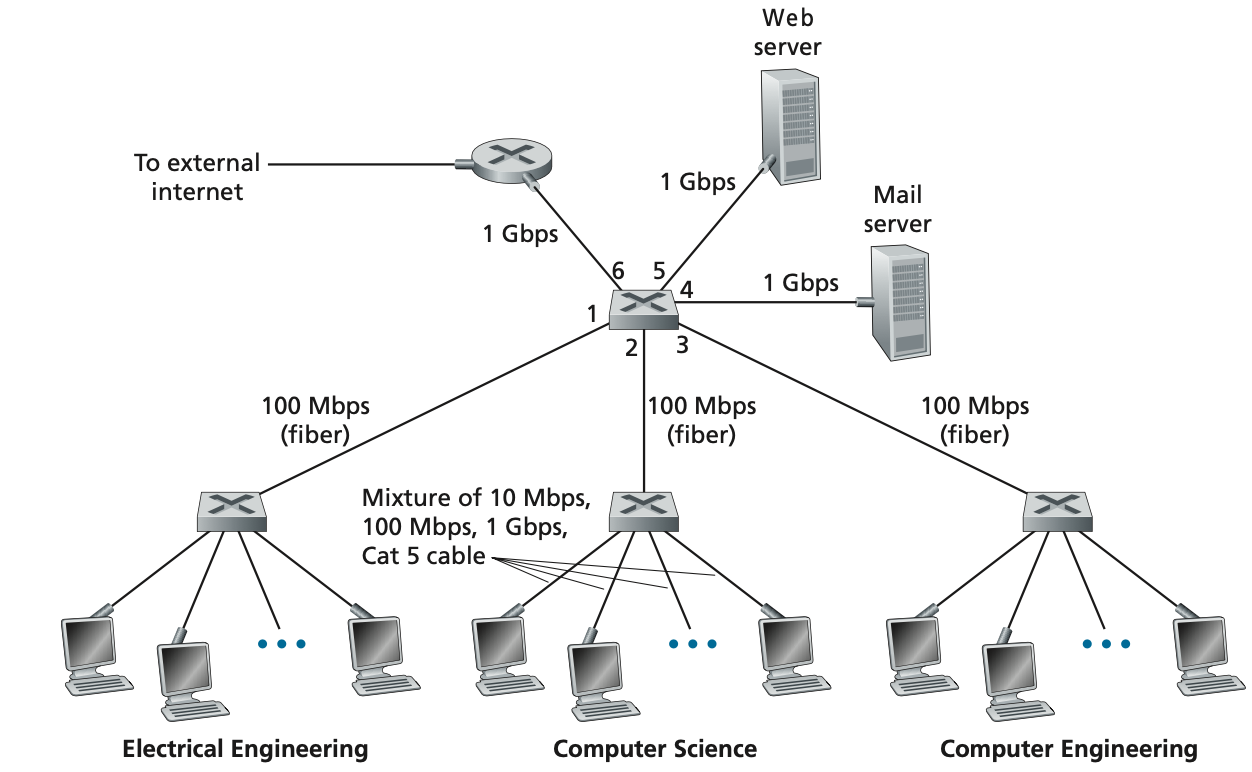 Web
server
To external
internet
1 Gbps
Mail
server
1 Gbps
6
5
4
1 Gbps
1
2
3
100 Mbps
(fiber)
100 Mbps
(fiber)
100 Mbps
(fiber)
Mixture of 10 Mbps,
100 Mbps, 1 Gbps,
Cat 5 cable
Electrical Engineering
Computer Science
Computer Engineering